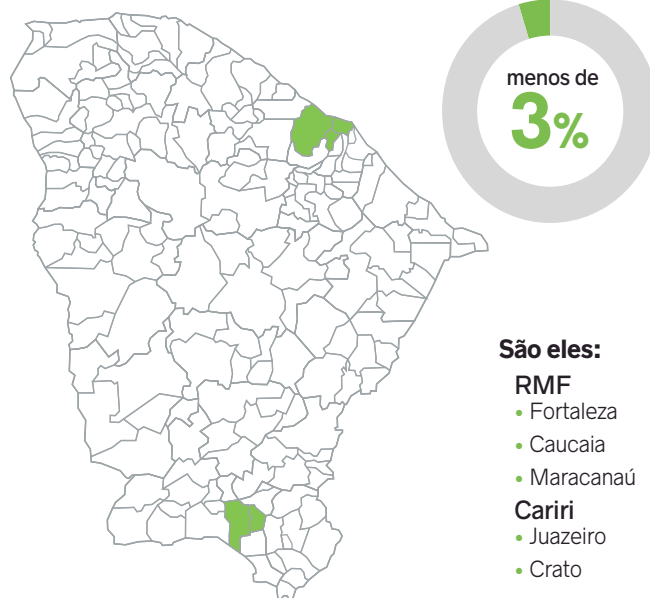 menos de
3%
São eles:
RMF
• Fortaleza
• Caucaia
• Maracanaú
Cariri
• Juazeiro
• Crato